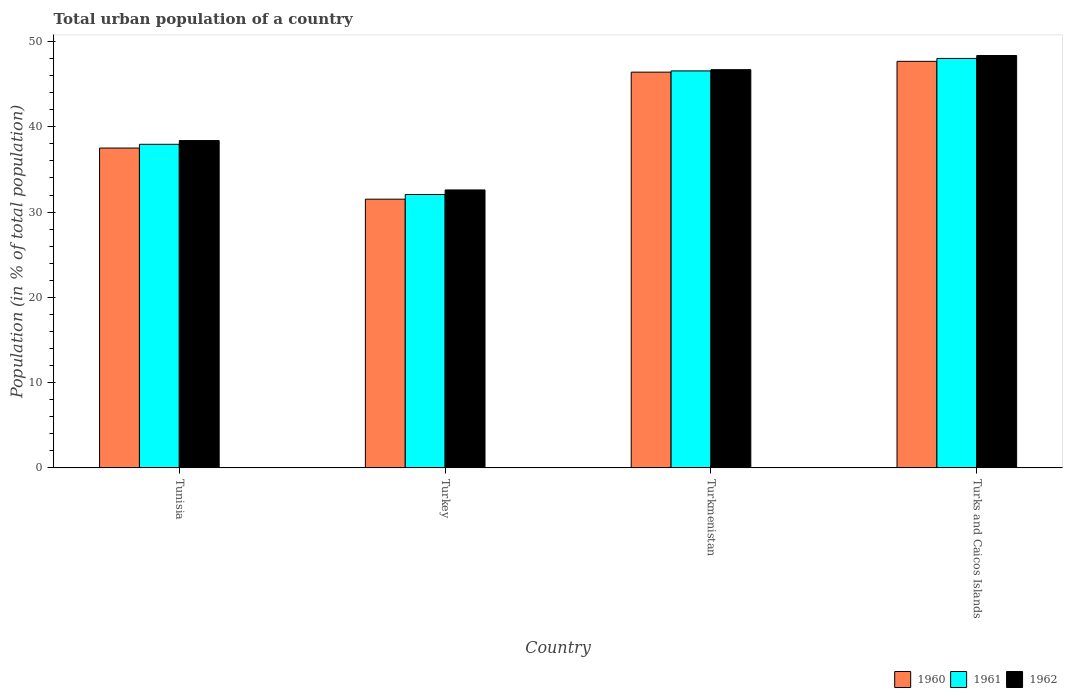 Total urban population of a country
Population (in % of total population)
50
40
30
20
10
0
Tunisia
Turkey
Turkmenistan
Turks and Caicos Islands
Country
1960
1961
1962